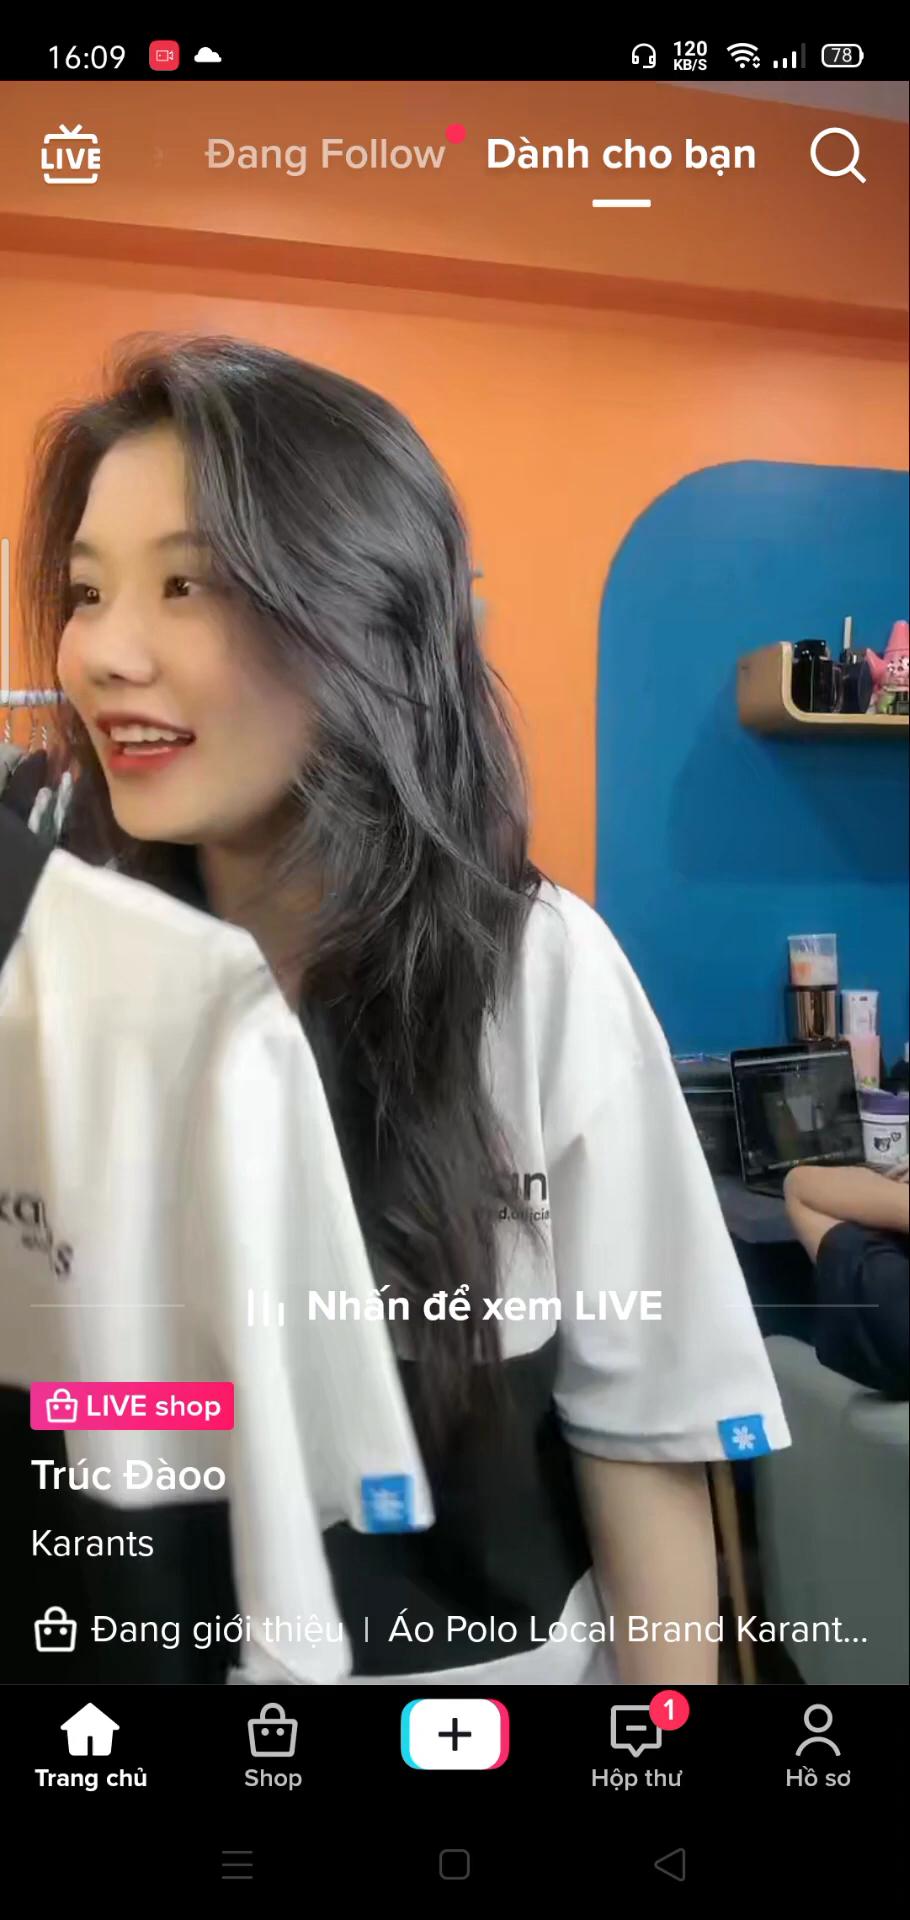 16:09
120
KB/S
78
LIVE
Đang Follow
Dành cho bạn
Nhấn để xem LIVE
LIVE shop
Trúc Đàoo
Karants
Đang giới thiệu | Áo Polo Local Brand Karant...
1
Trang chủ
Shop
Hộp thư
Hồ sơ